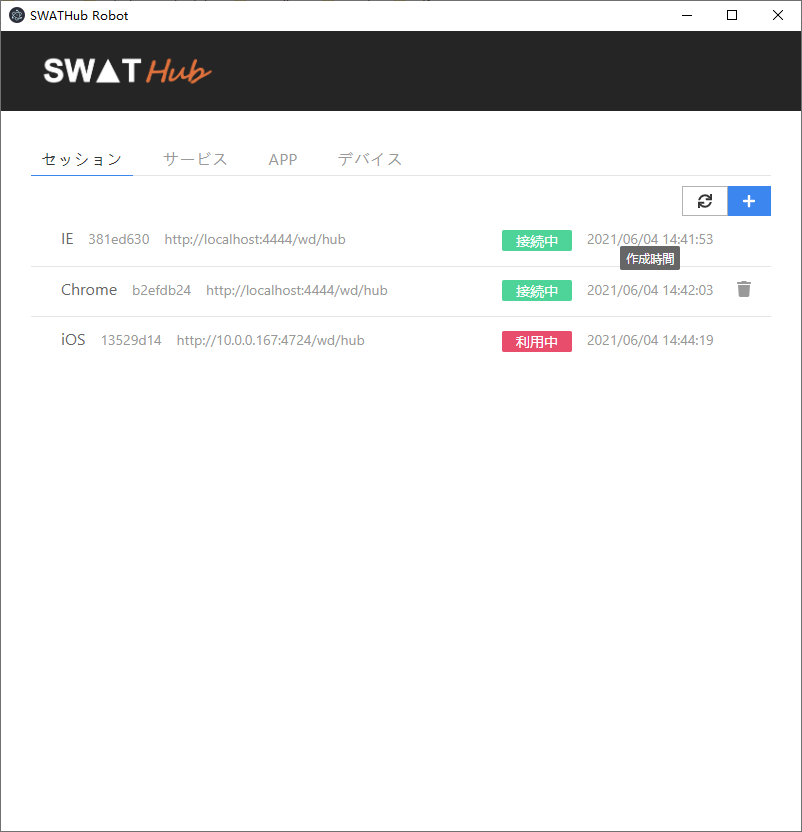 SWATHub Robot
SWAT Hub
セッション サービス APP デバイス
IE 381ed630 http://localhost:4444/wd/hub 接続中 2021/06/04 14:41:53
作成時間
Chrome b2efdb24 http://localhost:4444/wd/hub 接続中 2021/06/04 14:42:03
iOS 13529d14 http://10.0.0.167:4724/wd/hub 利用中 2021/06/04 14:44:19